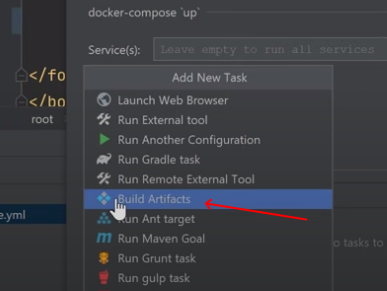 docker-compose `up`
Service(s): Leave empty to run all services
Add New Task
</fo
</bo
Launch Web Browser
root
Run External tool
Run Another Configuration
Run Gradle task
Run Remote External Tool
Build Artifacts
e.yml
Run Ant target
Run Maven Goal
o tasks to
Run Grunt task
Run gulp task